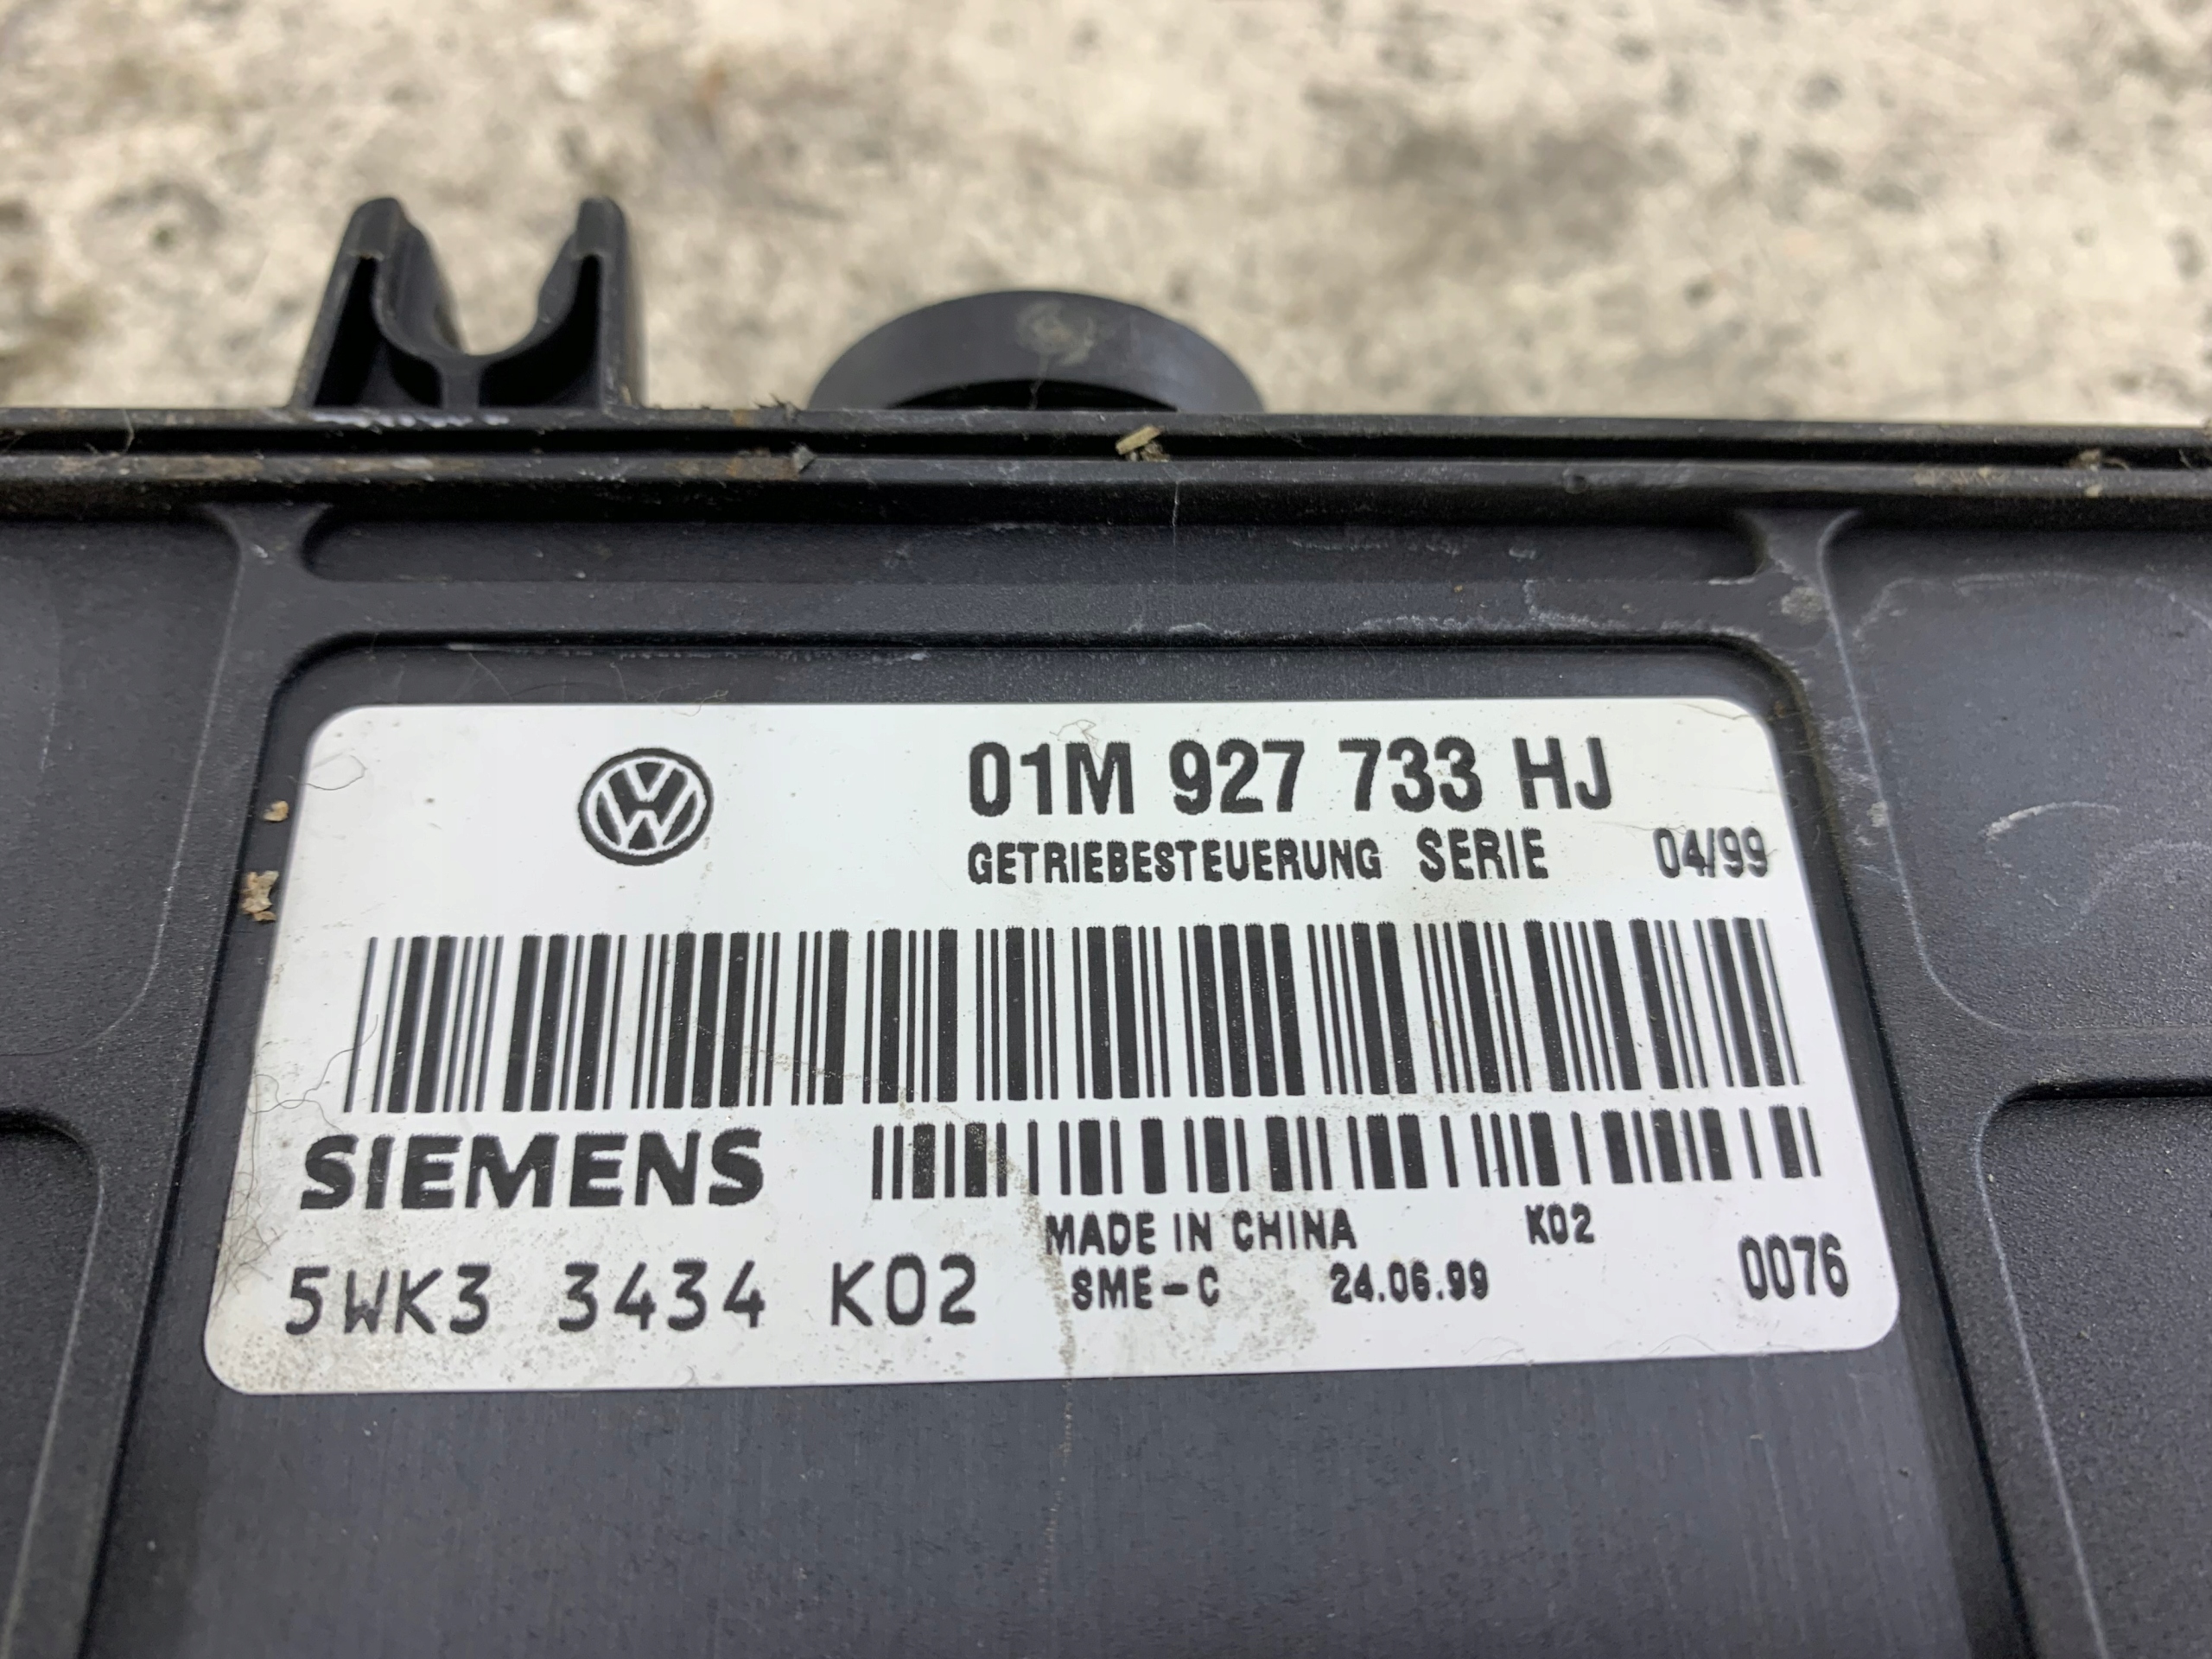 01M 927 733 HJ
GETRIEBESTEUERUNG SERIE 04/99
SIEMENS
MADE IN CHINA K02
5WK3 3434 K02 SME-C 24.06.99 0076